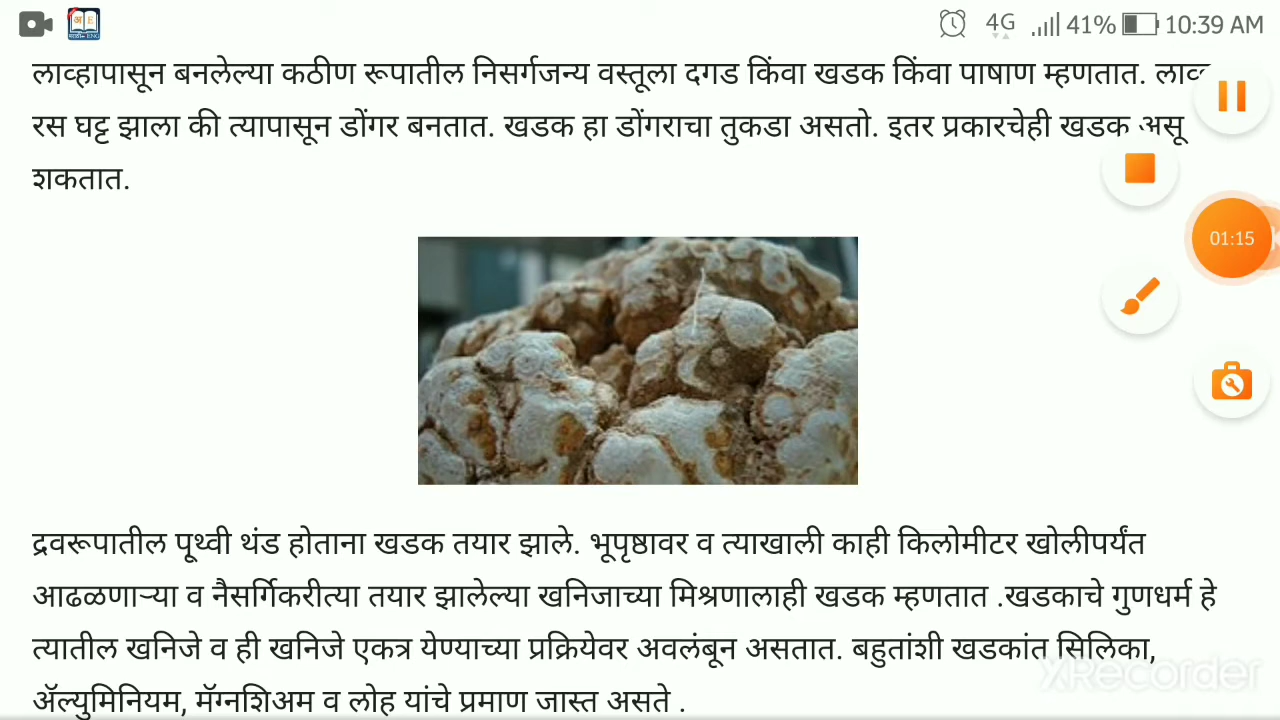 4G 41% 10:39 AM
लाव्हापासून बनलेल्या कठीण रूपातील निसर्गजन्य वस्तूला दगड किंवा खडक किंवा पाषाण म्हणतात.
रस घट्ट झाला की त्यापासून डोंगर बनतात. खडक हा डोंगराचा तुकडा असतो. इतर प्रकारचेही खडक असू
शकतात.
01:15
द्रवरूपातील पृथ्वी थंड होताना खडक तयार झाले. भूपृष्ठावर व त्याखाली काही किलोमीटर खोलीपर्यंत
आढळणाऱ्या व नैसर्गिकरीत्या तयार झालेल्या खनिजाच्या मिश्रणालाही खडक म्हणतात .खडकाचे गुणधर्म हे
त्यातील खनिजे व ही खनिजे एकत्र येण्याच्या प्रक्रियेवर अवलंबून असतात. बहुतांशी खडकांत सिलिका,
ॲल्युमिनियम, मॅग्नशिअम व लोह यांचे प्रमाण जास्त असते .
XRecorder